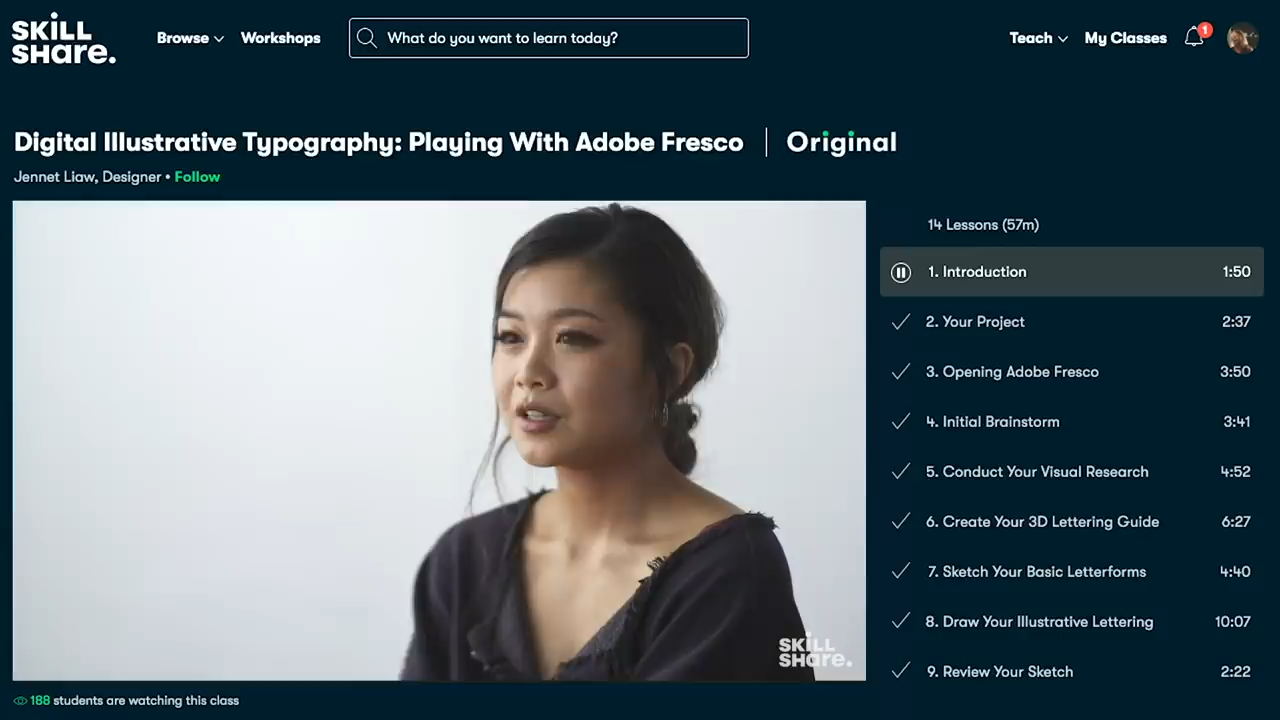 SKiLL
SHare.
Browse
Workshops
What do you want to learn today?
Teach
My Classes
1
Digital Illustrative Typography: Playing With Adobe Fresco | Original
Jennet Liaw, Designer • Follow
14 Lessons (57m)
1. Introduction 1:50
2. Your Project 2:37
3. Opening Adobe Fresco 3:50
4. Initial Brainstorm 3:41
5. Conduct Your Visual Research 4:52
6. Create Your 3D Lettering Guide 6:27
7. Sketch Your Basic Letterforms 4:40
8. Draw Your Illustrative Lettering 10:07
9. Review Your Sketch 2:22
SKiLL
SHare.
188 students are watching this class